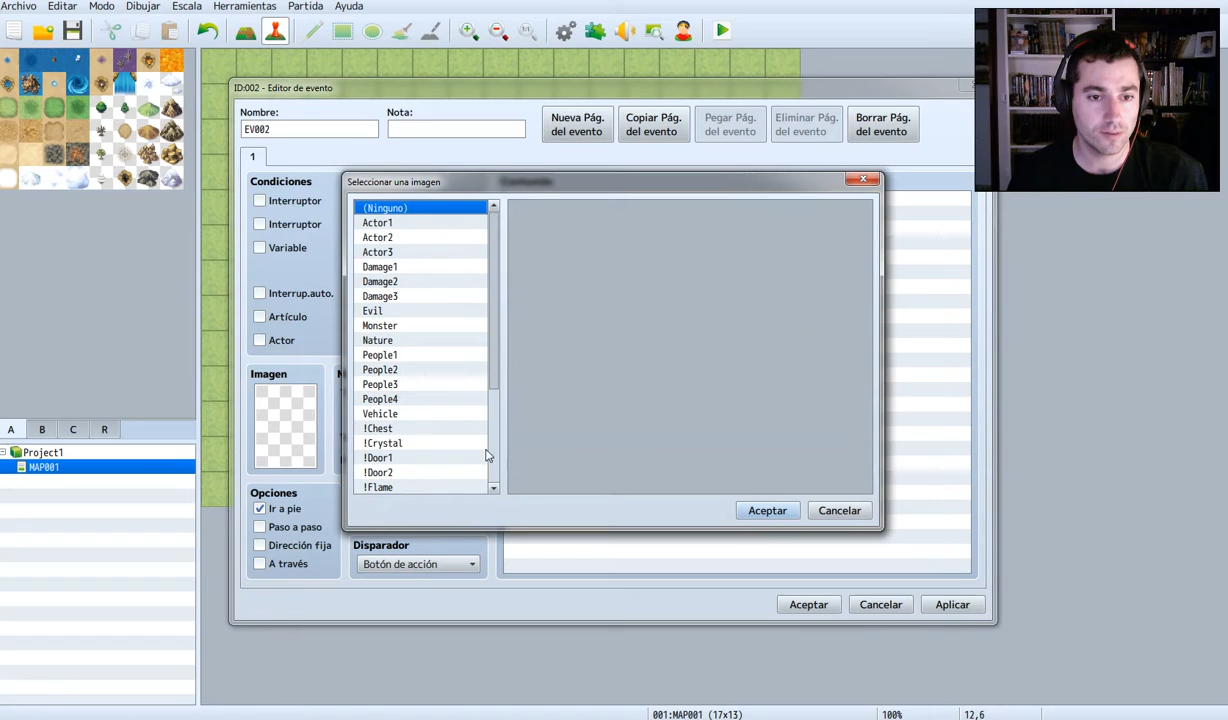 Archivo Editar Modo Dibujar Escala Herramientas Partida Ayuda
1:1
ID:002 - Editor de evento
Nombre:
EV002
Nota:
Nueva Pág. del evento
Copiar Pág. del evento
Pegar Pág. del evento
Eliminar Pág. del evento
Borrar Pág. del evento
1
Condiciones
Interruptor
Interruptor
Variable
Interrup.auto.
Artículo
Actor
Imagen
Opciones
Ir a pie
Paso a paso
Dirección fija
A través
Disparador
Botón de acción
Seleccionar una imagen
(Ninguno)
Actor1
Actor2
Actor3
Damage1
Damage2
Damage3
Evil
Monster
Nature
People1
People2
People3
People4
Vehicle
!Chest
!Crystal
!Door1
!Door2
!Flame
Aceptar Cancelar
Aceptar Cancelar Aplicar
A B C R
Project1
MAP001
001:MAP001 (17x13) 100% 12,6